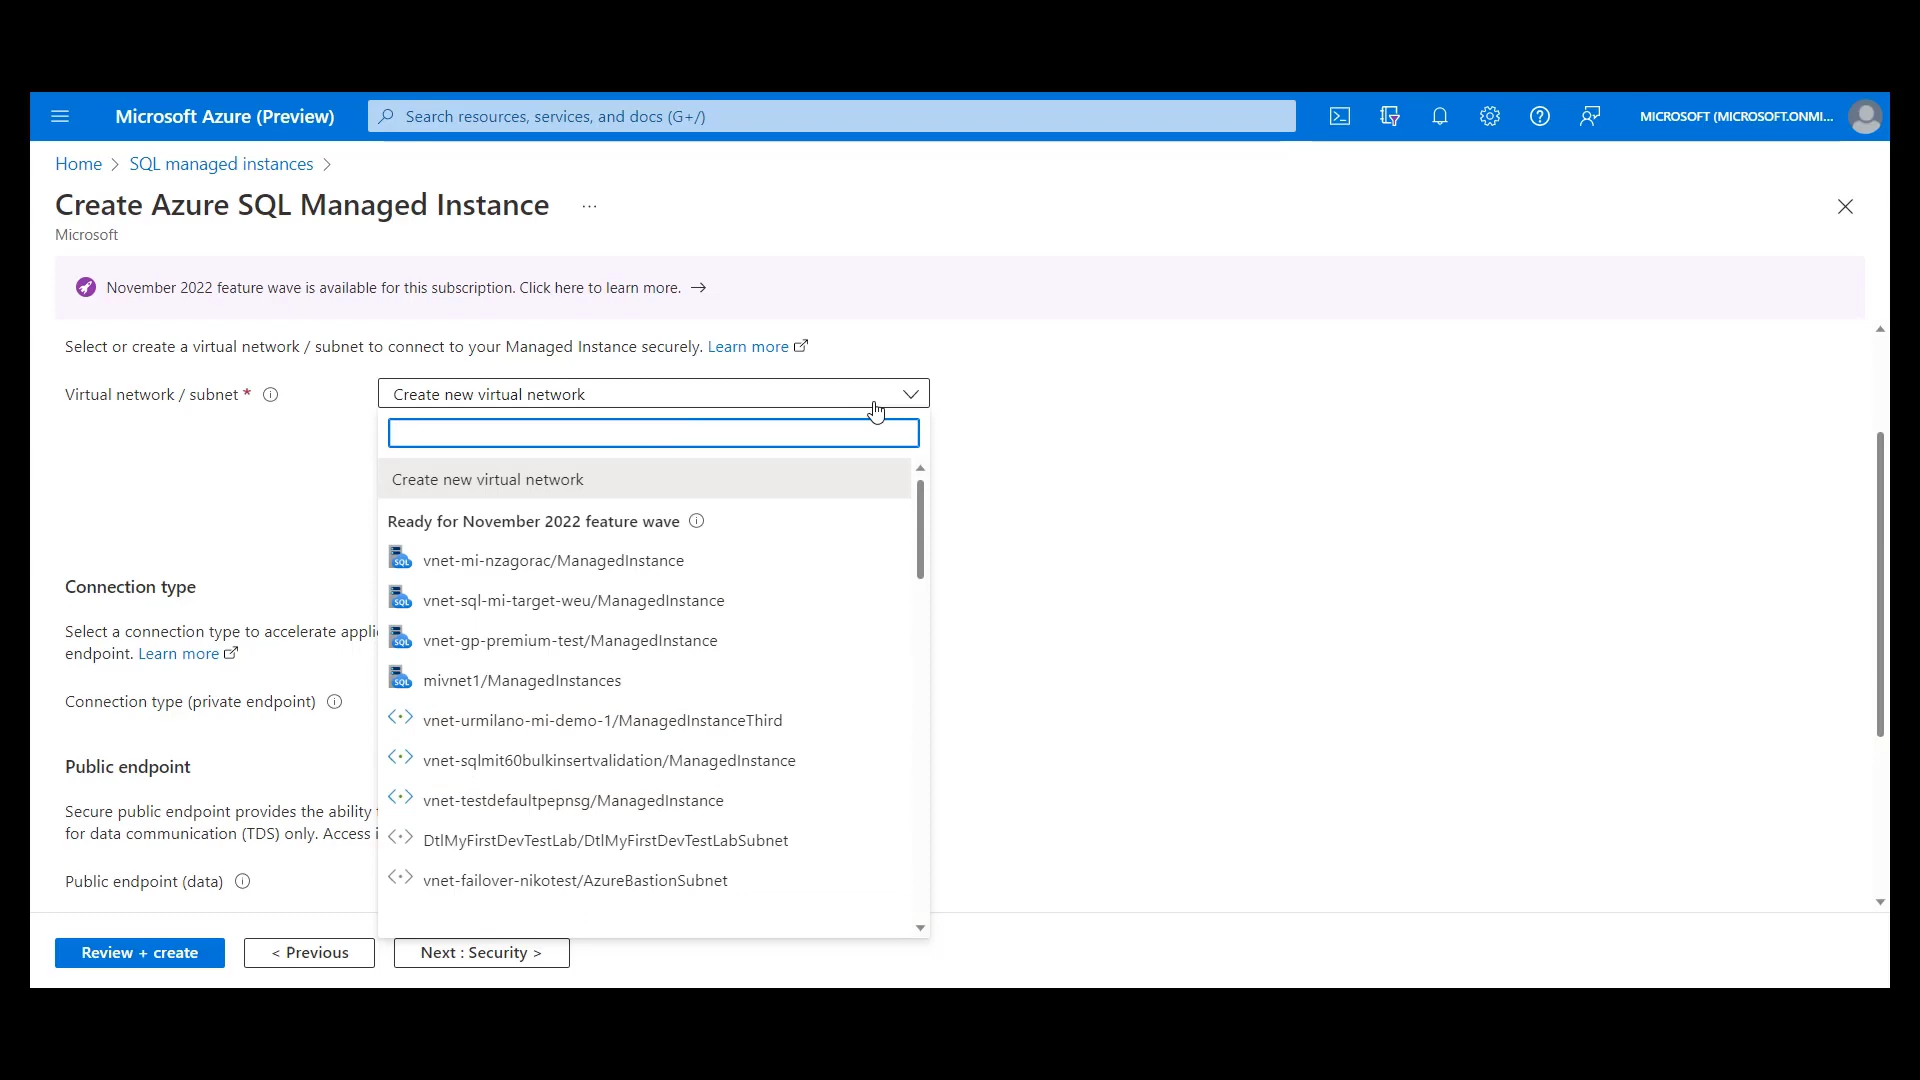 Microsoft Azure (Preview)
Search resources, services, and docs (G+/)
MICROSOFT (MICROSOFT.ONMI...
Home > SQL managed instances >
Create Azure SQL Managed Instance ...
Microsoft
November 2022 feature wave is available for this subscription. Click here to learn more. →
Select or create a virtual network / subnet to connect to your Managed Instance securely. Learn more
Virtual network / subnet *
Create new virtual network
Create new virtual network
Ready for November 2022 feature wave
SQL vnet-mi-nzagorac/ManagedInstance
SQL vnet-sql-mi-target-weu/ManagedInstance
SQL vnet-gp-premium-test/ManagedInstance
SQL mivnet1/ManagedInstances
vnet-urmilano-mi-demo-1/ManagedInstanceThird
vnet-sqlmit60bulkinsertvalidation/ManagedInstance
vnet-testdefaultpepnsg/ManagedInstance
DtlMyFirstDevTestLab/DtlMyFirstDevTestLabSubnet
vnet-failover-nikotest/AzureBastionSubnet
Connection type
Select a connection type to accelerate appli
endpoint. Learn more
Connection type (private endpoint)
Public endpoint
Secure public endpoint provides the ability
for data communication (TDS) only. Access i
Public endpoint (data)
Review + create
< Previous
Next : Security >